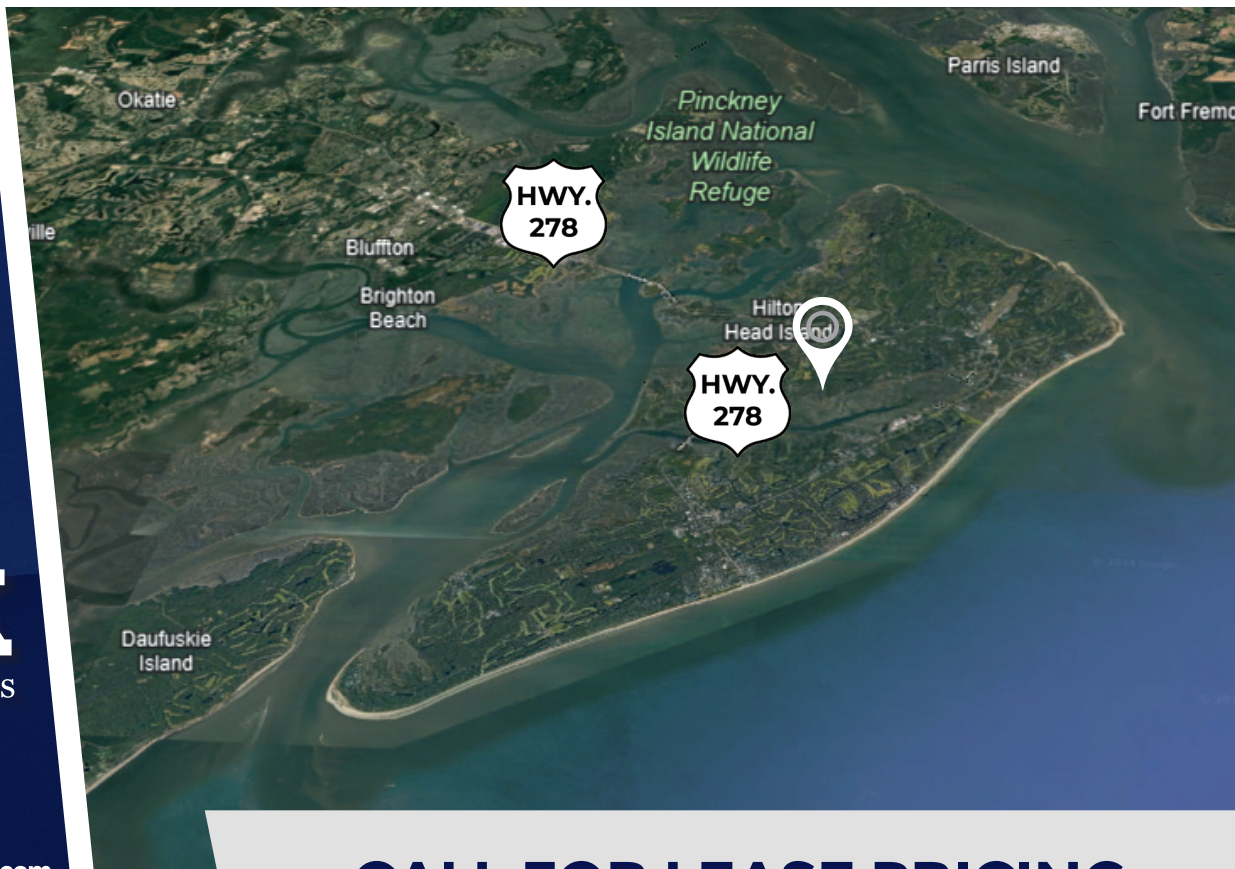 Parris Island
Okatie
Pinckney
Island National
Wildlife
Refuge
Fort Fremo
HWY.
278
ville
Bluffton
Brighton
Beach
Hilton
Head Island
HWY.
278
Daufuskie
Island
S
.com
CALL FOR LEASE PRICING